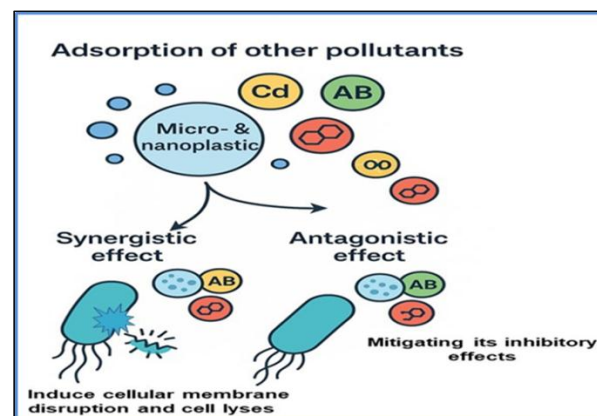 Adsorption of other pollutants
Cd
AB
Micro- &
nanoplastic
Synergistic
effect
AB
Induce cellular membrane
disruption and cell lyses
Antagonistic
effect
AB
Mitigating its inhibitory
effects